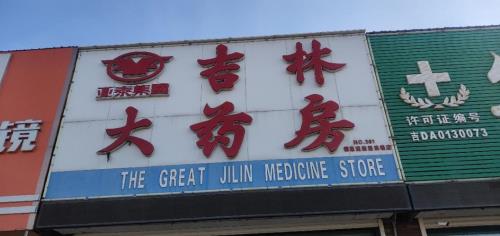 吉林
大药房
NO.391
THE GREAT JILIN MEDICINE STORE
镜
许可证编号
吉DA0130073